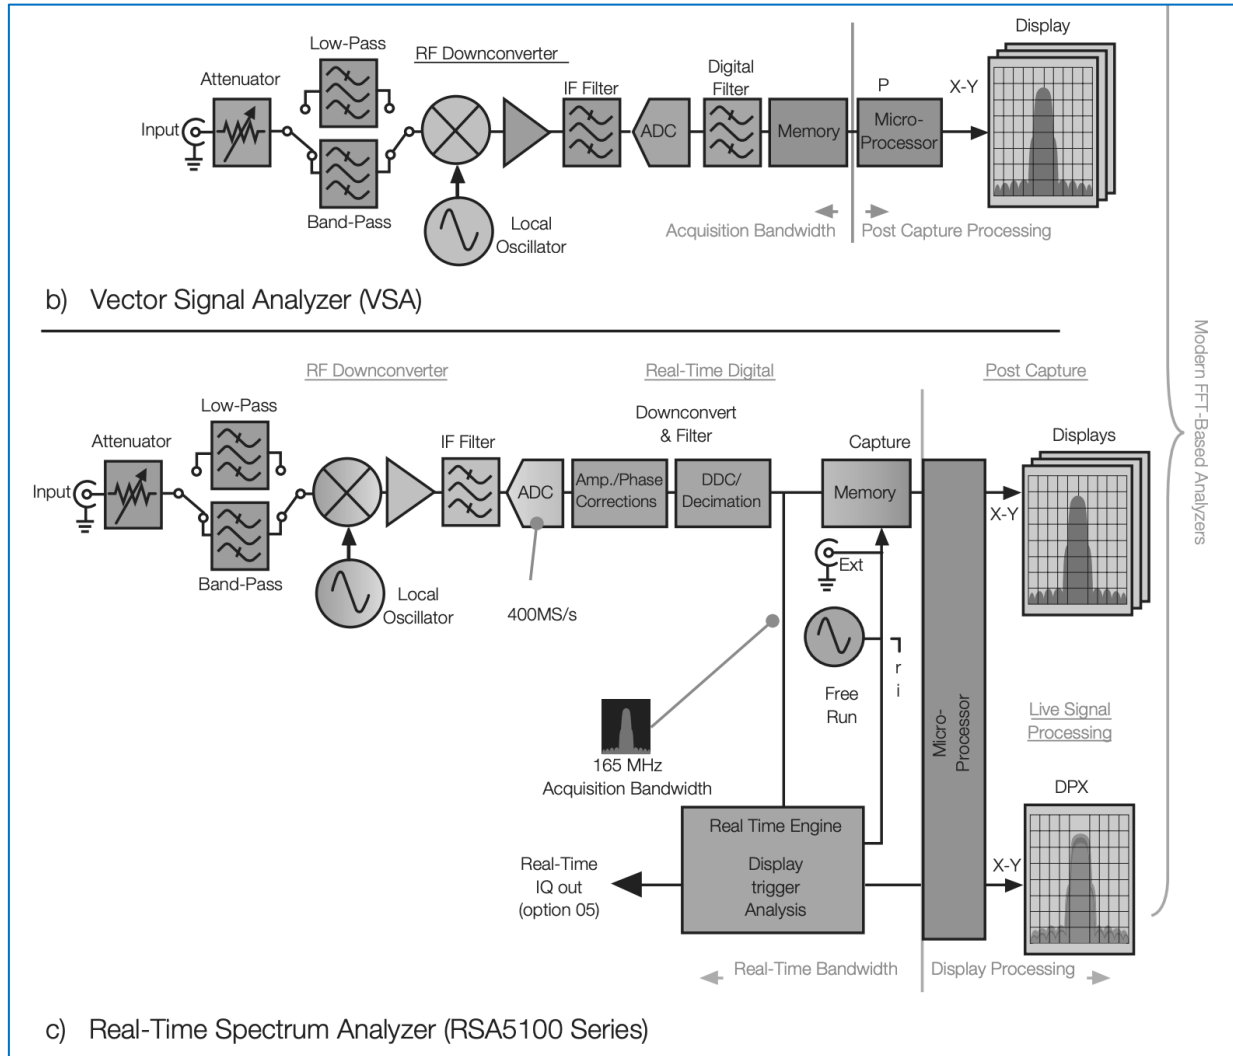 Display
Low-Pass
RF Downconverter
Digital
Filter
Attenuator
IF Filter
P
X-Y
Input
ADC
Memory
Micro-
Processor
Band-Pass
Local
Oscillator
Acquisition Bandwidth
Post Capture Processing
b) Vector Signal Analyzer (VSA)
Modern FFT-Based Analyzers
RF Downconverter
Real-Time Digital
Post Capture
Low-Pass
Downconvert
& Filter
Attenuator
IF Filter
Capture
Displays
Input
ADC
Amp./Phase
Corrections
DDC/
Decimation
Memory
X-Y
Ext
Band-Pass
Local
Oscillator
400MS/s
r
i
Free
Run
Micro-
Processor
Live Signal
Processing
165 MHz
Acquisition Bandwidth
DPX
Real Time Engine
Display
trigger
Analysis
Real-Time
IQ out
(option 05)
X-Y
Real-Time Bandwidth
Display Processing
c) Real-Time Spectrum Analyzer (RSA5100 Series)